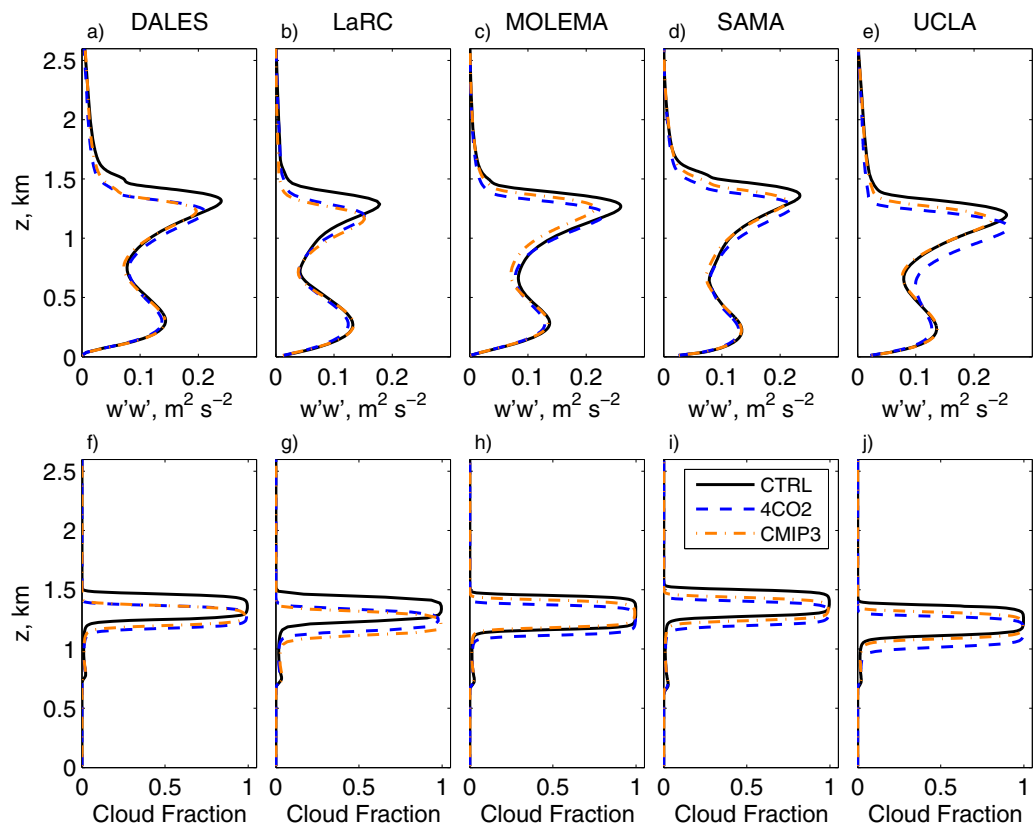 DALES LaRC MOLEMA SAMA UCLA
a) b) c) d) e)
2.5
2
1.5
1
0.5
0
z, km
0 0.1 0.2 0 0.1 0.2 0 0.1 0.2 0 0.1 0.2 0 0.1 0.2
w'w', m² s⁻² w'w', m² s⁻² w'w', m² s⁻² w'w', m² s⁻² w'w', m² s⁻²
f) g) h) i) j)
2.5
2
1.5
1
0.5
0
z, km
CTRL
4CO2
CMIP3
0 0.5 1 0 0.5 1 0 0.5 1 0 0.5 1 0 0.5 1
Cloud Fraction Cloud Fraction Cloud Fraction Cloud Fraction Cloud Fraction